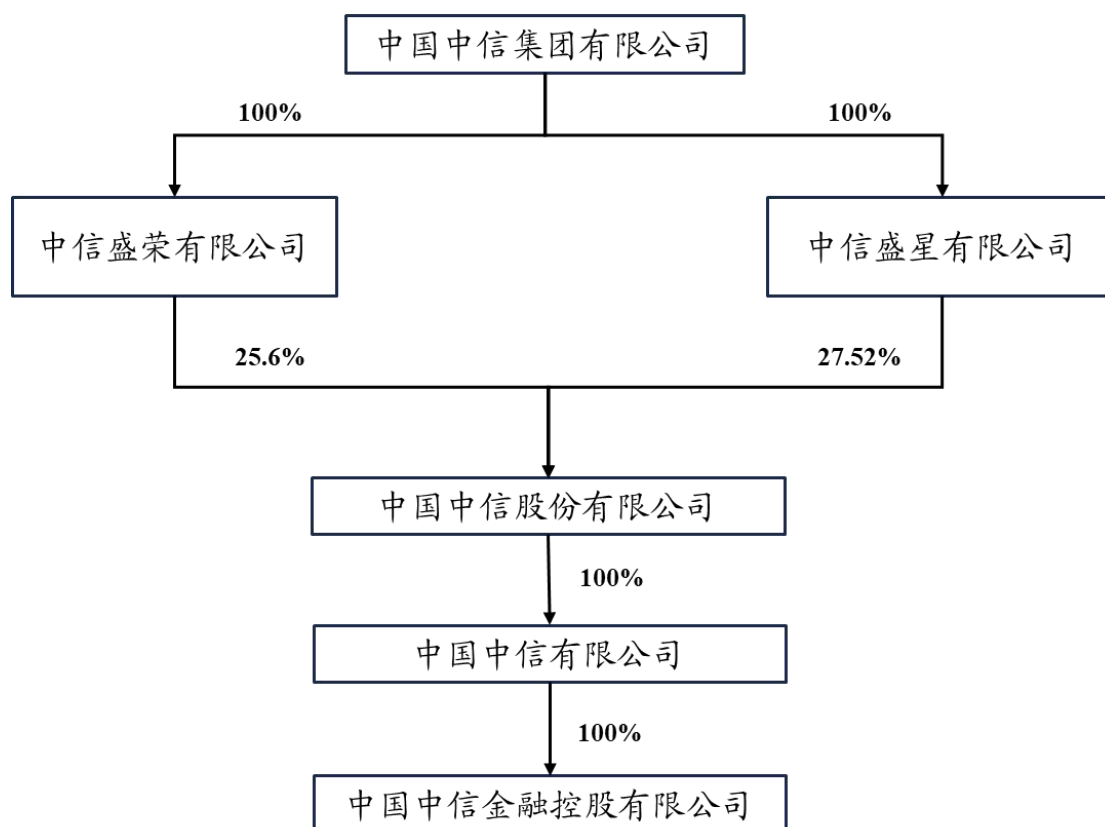 中国中信集团有限公司
100%
100%
中信盛荣有限公司
中信盛星有限公司
25.6%
27.52%
中国中信股份有限公司
100%
中国中信有限公司
100%
中国中信金融控股有限公司